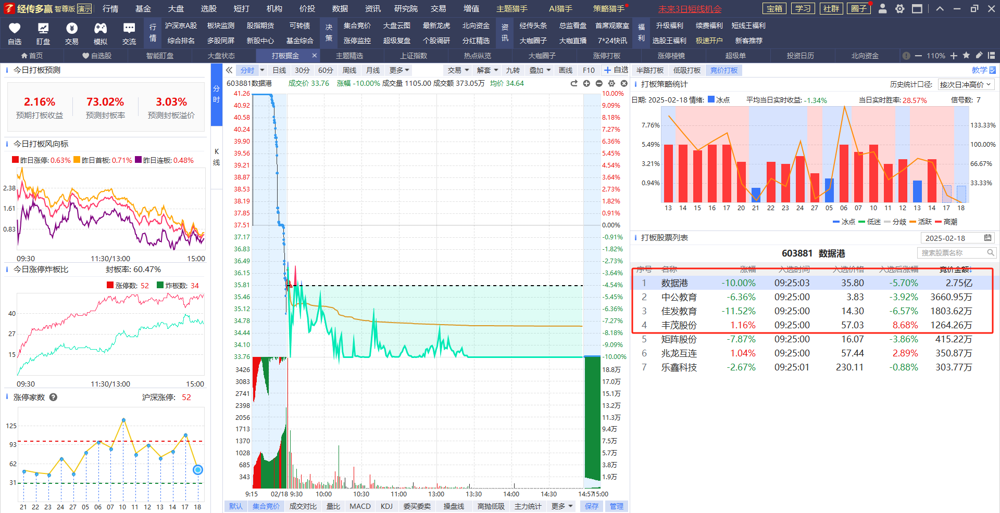 经传多赢 智尊版 演示 行情 基金 大盘 选股 短打 机构 价投 数据 资讯 研究院 交易 增值 主题猎手 AI猎手 策略猎手 未来3日短线机会 宝箱 学习 社群 圈子
自选 盯盘 交易 模拟 交流
行情 沪深京A股 板块监测 股指期货 可转债 决策 集合竞价 大盘云图 最新龙虎 北向资金 资讯 经传头条 总监看盘 首席观察室 福利 升级福利 续费福利 短线王福利
综合排名 多股同屏 新股中心 基金综合 涨停监控 超级复盘 个股调研 分红精选 大咖圈子 大咖直播 7*24快讯 选股王福利 极速开户 新客推荐
首页 自选股 智能盯盘 大盘状态 打板掘金 主题精选 上证指数 热点纵览 大咖圈子 涨停打板 涨停棱镜 超级单 投资日历 北向资金 110%
今日打板预测
2.16% 73.02% 3.03%
预期打板收益 预测封板率 预测封板溢价
今日打板风向标
昨日涨停: 0.63% 昨日首板: 0.71% 昨日连板: 0.48%
2.38
1.61
0.83
09:30 11:30/13:00 15:00
今日涨停炸板比 封板率: 60.47%
涨停数: 52 炸板数: 34
40
27
15
09:30 11:30/13:00 15:00
涨停家数 沪深涨停: 52
125
93
62
31
21 22 23 24 27 05 06 07 10 11 12 13 14 17 18
分时
K线
分时 日线 30分 60分 周线 月线 更多 交易 解套 九转 叠加 画线 F10 自选
603881数据港 成交价 33.76 涨幅 -10.00% 成交量 1105.00 成交额 373.05万 均价 34.64
41.26 10.00%
40.92 9.09%
40.58 8.18%
40.24 7.27%
39.90 6.36%
39.56 5.45%
39.21 4.54%
38.87 3.64%
38.53 2.73%
38.19 1.82%
37.85 0.91%
37.51 0.00%
37.17 -0.91%
36.83 -1.82%
36.49 -2.73%
36.15 -3.64%
35.81 -4.54%
35.46 -5.45%
35.12 -6.36%
34.78 -7.27%
34.44 -8.18%
34.10 -9.09%
33.76 -10.00%
3426 18.8万
3083 17.0万
2741 15.1万
2398 13.2万
2056 11.3万
1713 9.4万
1370 7.5万
1028 5.7万
685 3.8万
343 1.9万
9:15 02/18 9:30 10:00 10:30 11:00 13:00 13:30 14:00 14:30 14:57 15:00
默认 集合竞价 成交对比 量比 MACD KDJ 委买委卖 操盘线 高抛低吸 主力统计 更多 保存 管理
半路打板 低吸打板 竞价打板 教学
打板策略统计 历史统计口径: 按次日冲高价
日期: 2025-02-18 情绪: 冰点 平均当日实时收益: -1.34% 当日实时胜率: 28.57% 信号数: 7
7.76% 133.33%
5.49% 100.00%
3.21% 66.67%
0.94% 33.33%
13 14 15 16 17 20 21 22 23 24 27 05 06 07 10 11 12 13 14 17 18
冰点 低迷 分歧 活跃 高潮
打板股票列表 2025-02-18
603881 数据港 搜索股票名称
序号 名称 涨幅 入选时间 入选价格 入选后涨幅 竞价金额↓
1 数据港 -10.00% 09:25:03 35.80 -5.70% 2.75亿
2 中公教育 -6.36% 09:25:00 3.83 -3.92% 3660.95万
3 佳发教育 -11.52% 09:25:00 14.30 -6.57% 1803.62万
4 丰茂股份 1.16% 09:25:00 57.03 8.68% 1264.26万
5 矩阵股份 -7.87% 09:25:00 16.07 -3.86% 415.22万
6 兆龙互连 1.04% 09:25:00 57.44 2.89% 350.87万
7 乐鑫科技 -2.67% 09:25:01 230.11 -0.88% 303.77万